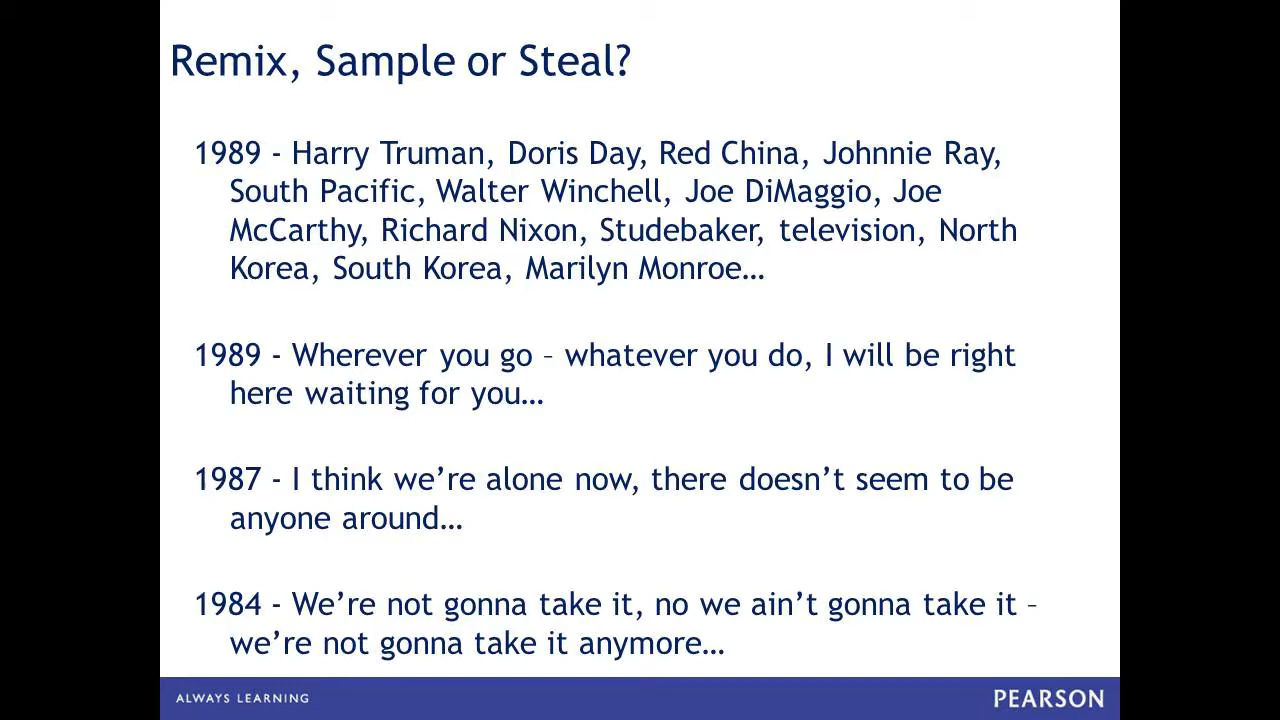 Remix, Sample or Steal?
1989 - Harry Truman, Doris Day, Red China, Johnnie Ray,
South Pacific, Walter Winchell, Joe DiMaggio, Joe
McCarthy, Richard Nixon, Studebaker, television, North
Korea, South Korea, Marilyn Monroe…
1989 - Wherever you go – whatever you do, I will be right
here waiting for you…
1987 - I think we’re alone now, there doesn’t seem to be
anyone around…
1984 - We’re not gonna take it, no we ain’t gonna take it –
we’re not gonna take it anymore…
ALWAYS LEARNING
PEARSON